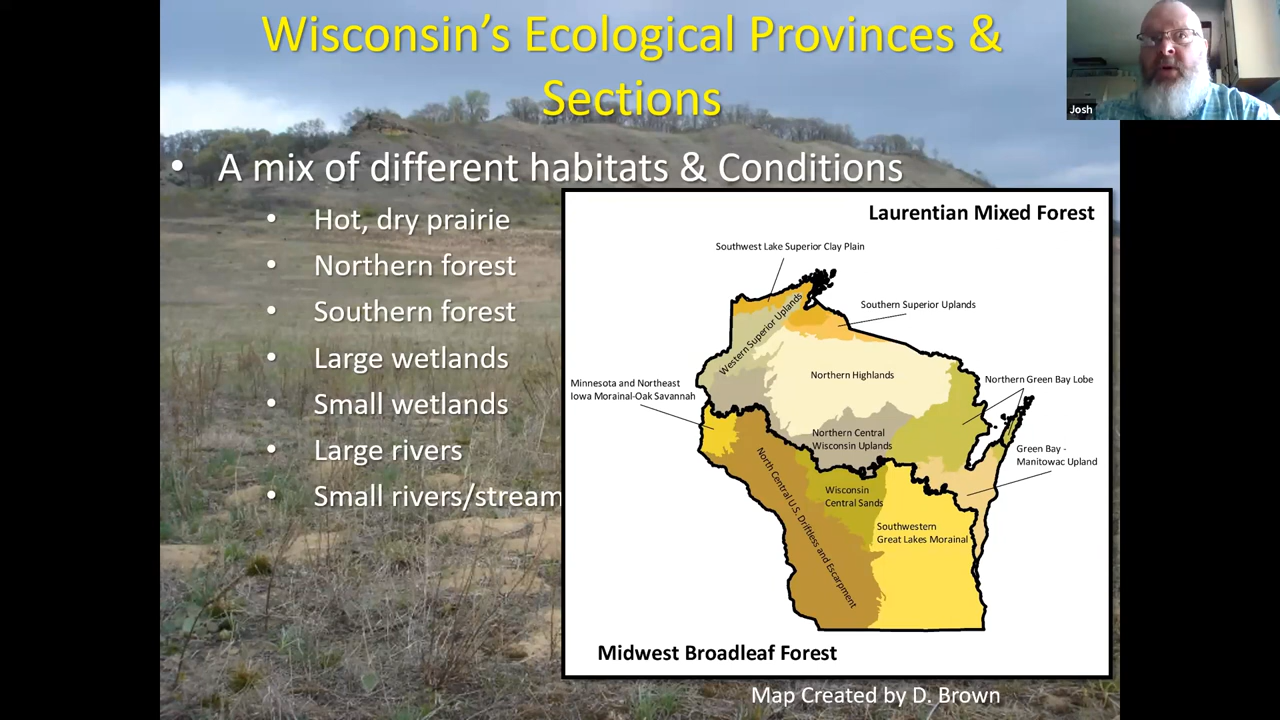 Wisconsin's Ecological Provinces &
Sections
Josh
• A mix of different habitats & Conditions
• Hot, dry prairie
• Northern forest
• Southern forest
• Large wetlands
• Small wetlands
• Large rivers
• Small rivers/stream
Laurentian Mixed Forest
Southwest Lake Superior Clay Plain
Southern Superior Uplands
Western Superior Uplands
Northern Highlands
Minnesota and Northeast
Iowa Morainal-Oak Savannah
Northern Green Bay Lobe
Northern Central
Wisconsin Uplands
Green Bay -
Manitowac Upland
North Central U.S. Driftless and Escarpment
Wisconsin
Central Sands
Southwestern
Great Lakes Morainal
Midwest Broadleaf Forest
Map Created by D. Brown